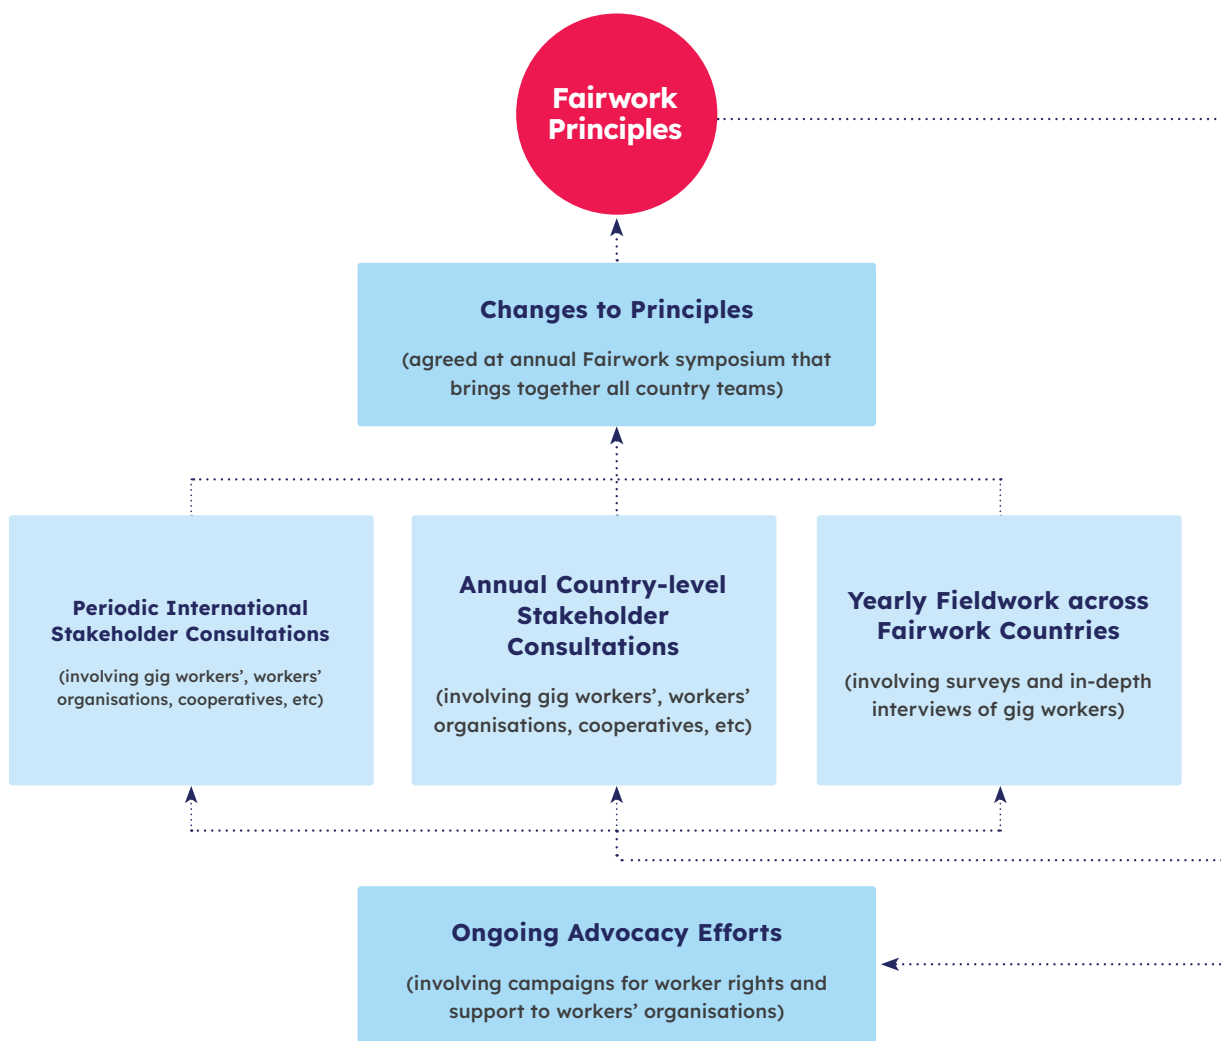 Fairwork
Principles
Changes to Principles
(agreed at annual Fairwork symposium that
brings together all country teams)
Periodic International
Stakeholder Consultations
(involving gig workers’, workers’
organisations, cooperatives, etc)
Annual Country-level
Stakeholder
Consultations
(involving gig workers’, workers’
organisations, cooperatives, etc)
Yearly Fieldwork across
Fairwork Countries
(involving surveys and in-depth
interviews of gig workers)
Ongoing Advocacy Efforts
(involving campaigns for worker rights and
support to workers’ organisations)